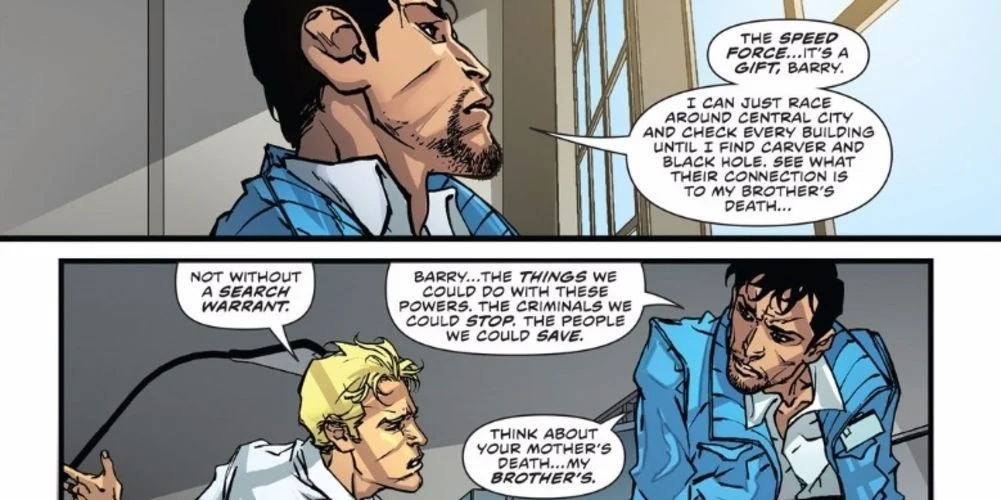 THE SPEED
FORCE...IT'S A
GIFT, BARRY.
I CAN JUST RACE
AROUND CENTRAL CITY
AND CHECK EVERY BUILDING
UNTIL I FIND CARVER AND
BLACK HOLE. SEE WHAT
THEIR CONNECTION IS
TO MY BROTHER'S
DEATH...
NOT WITHOUT
A SEARCH
WARRANT.
BARRY...THE THINGS WE
COULD DO WITH THESE
POWERS. THE CRIMINALS WE
COULD STOP. THE PEOPLE
WE COULD SAVE.
THINK ABOUT
YOUR MOTHER'S
DEATH...MY
BROTHER'S.